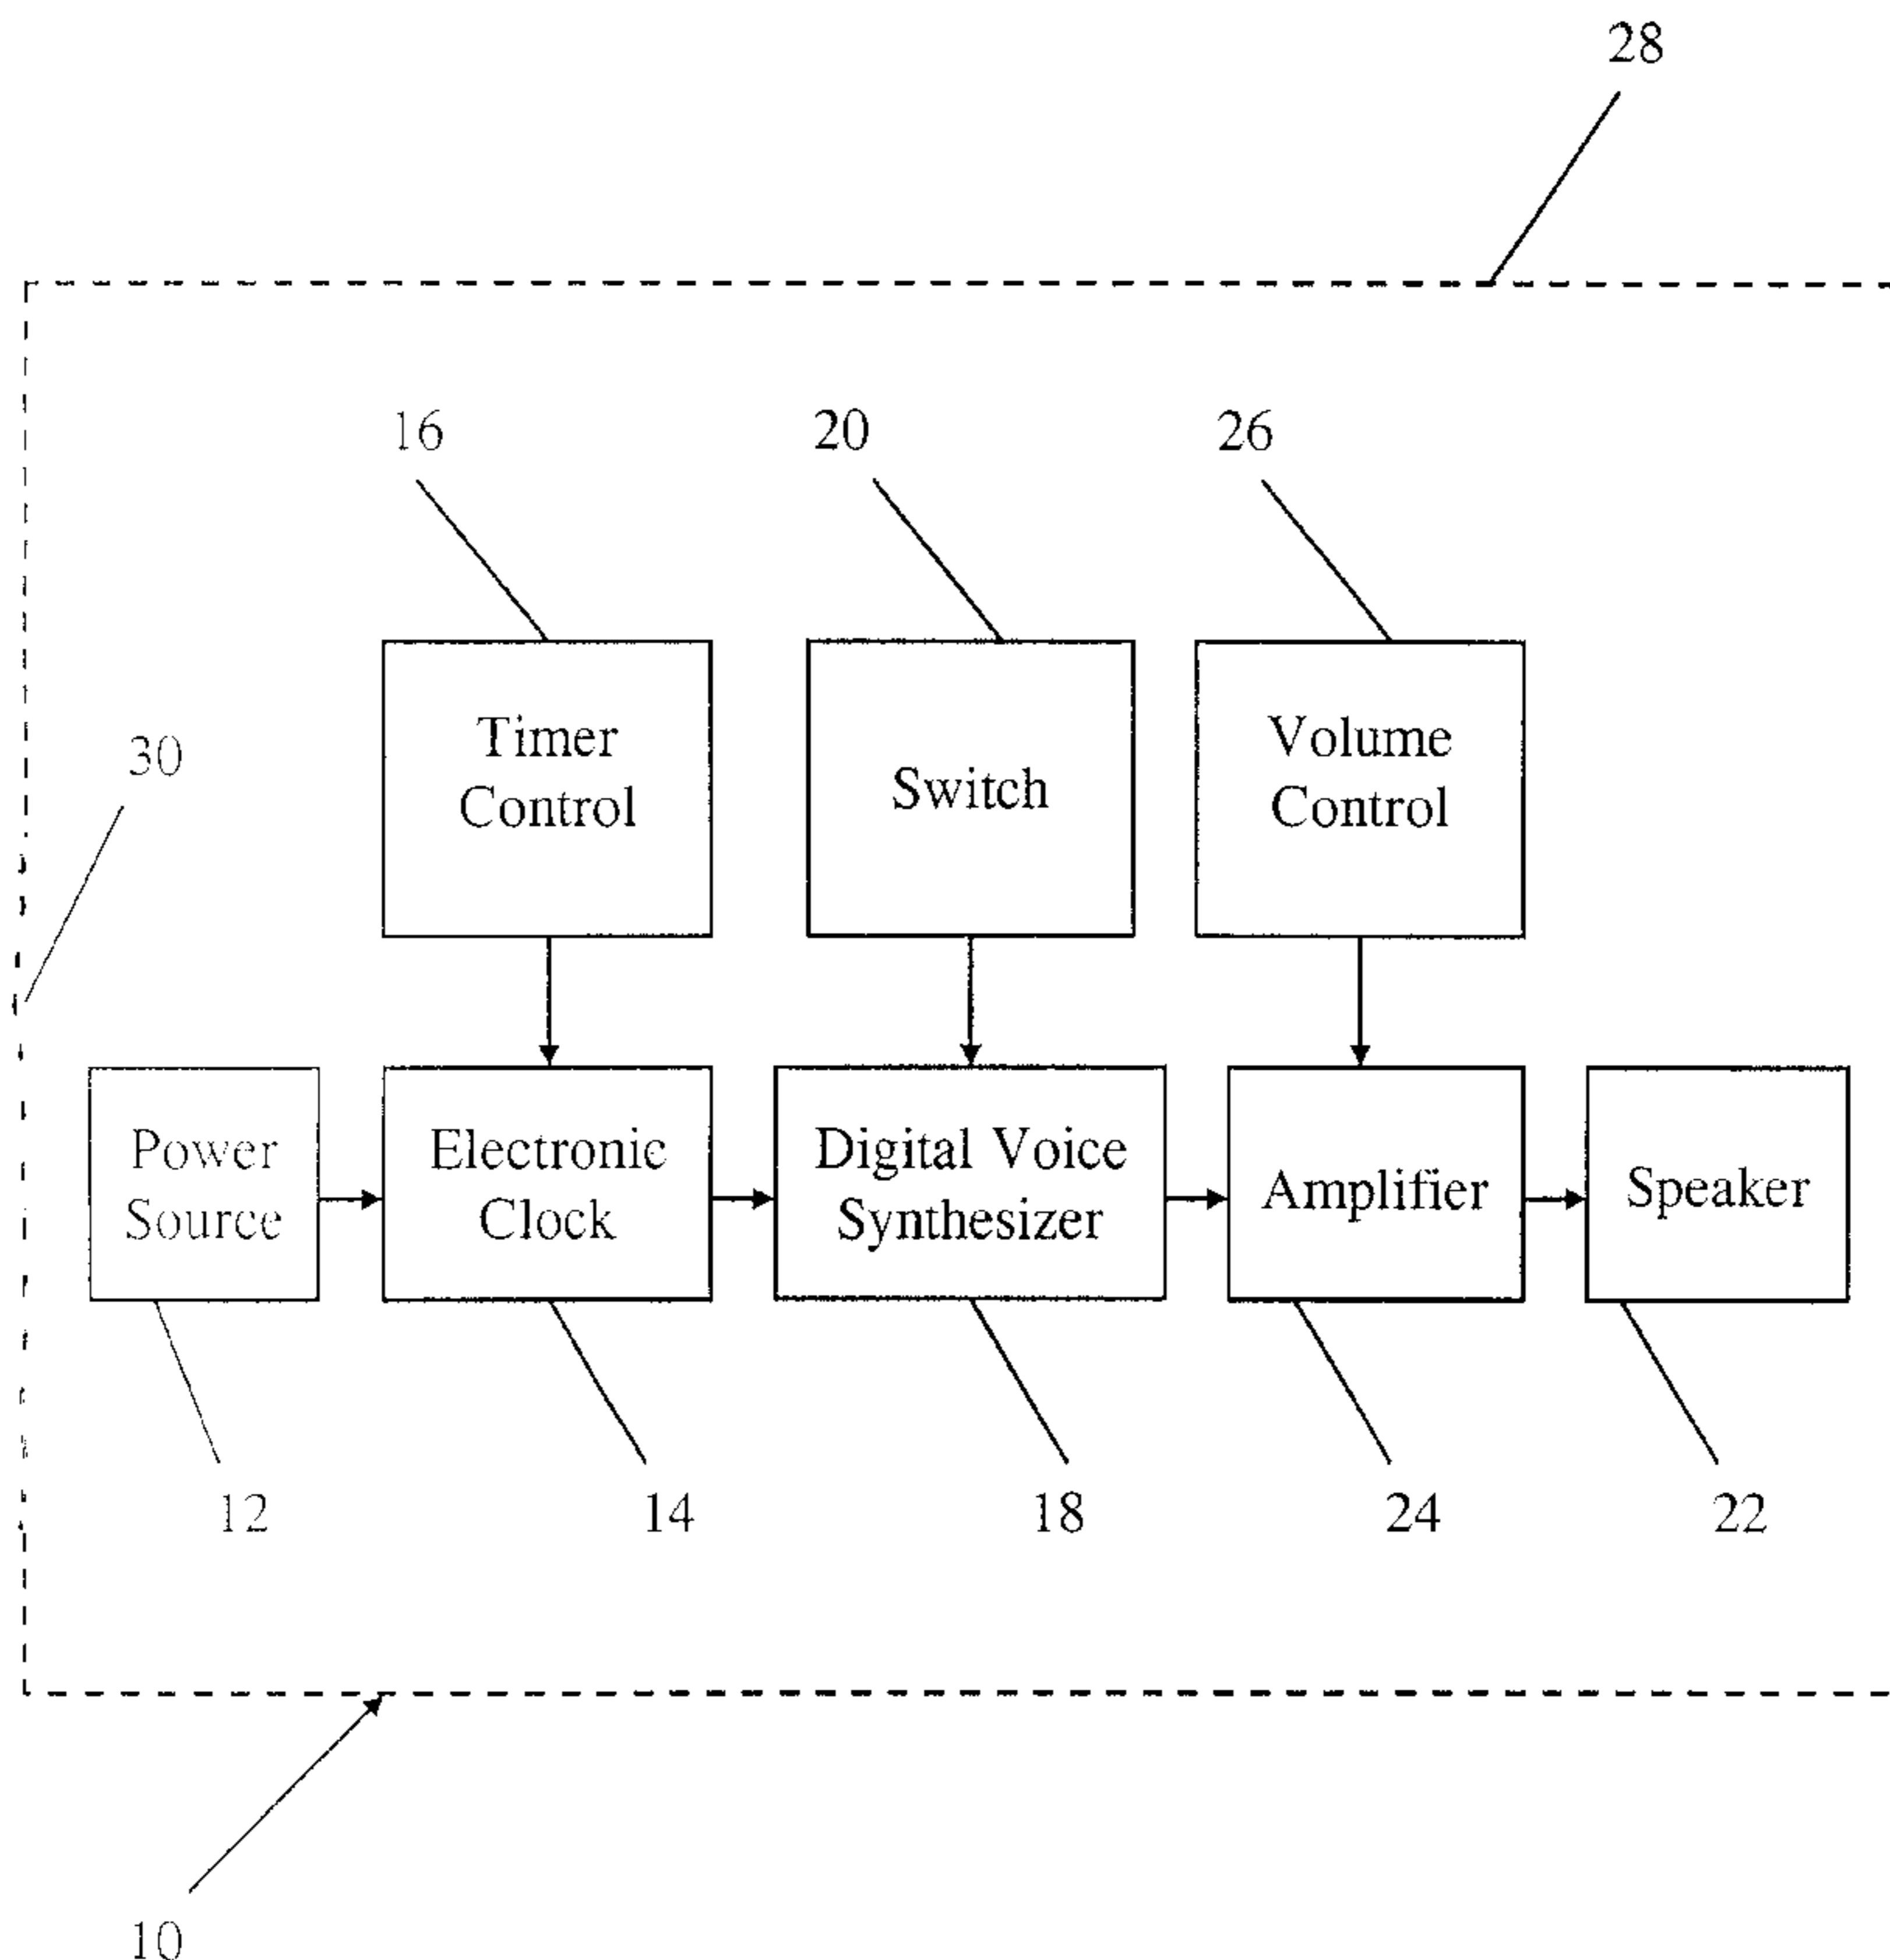 28
16
20
26
30
Timer
Control
Switch
Volume
Control
Power
Source
Electronic
Clock
Digital Voice
Synthesizer
Amplifier
Speaker
12
14
18
24
22
10